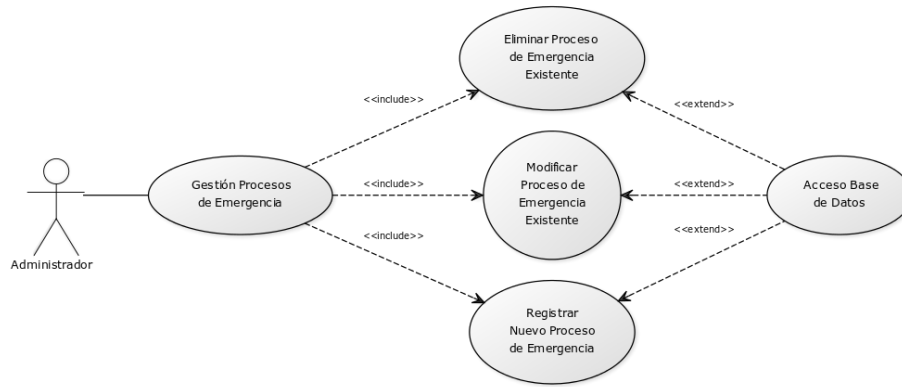 Eliminar Proceso
de Emergencia
Existente
<<include>>
<<extend>>
Modificar
Proceso de
Emergencia
Existente
<<include>>
<<extend>>
Gestión Procesos
de Emergencia
Acceso Base
de Datos
<<include>>
<<extend>>
Administrador
Registrar
Nuevo Proceso
de Emergencia